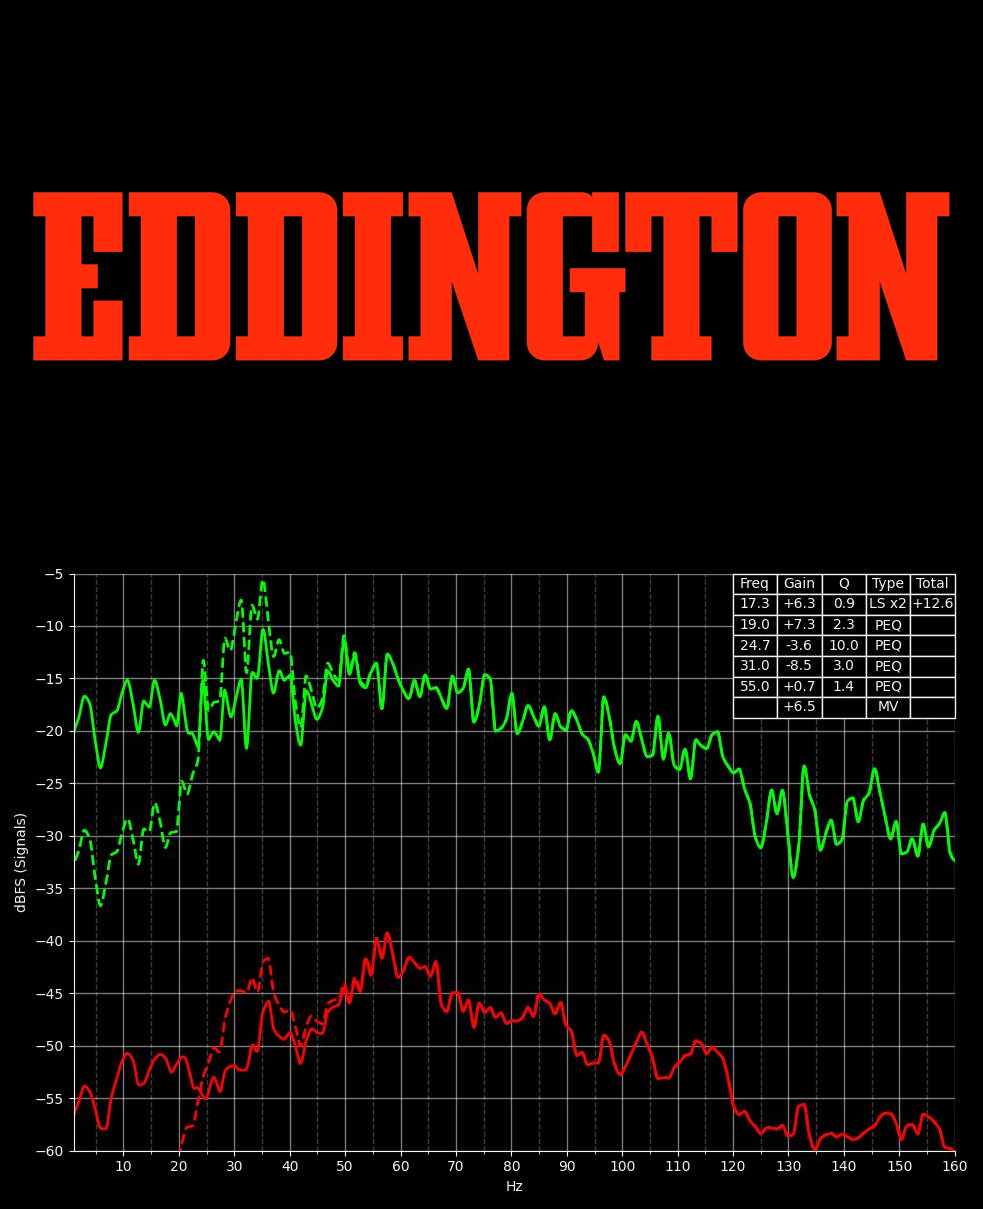 EDDINGTON
Freq Gain Q Type Total
17.3 +6.3 0.9 LS x2 +12.6
19.0 +7.3 2.3 PEQ
24.7 -3.6 10.0 PEQ
31.0 -8.5 3.0 PEQ
55.0 +0.7 1.4 PEQ
+6.5 MV
−5
−10
−15
−20
−25
−30
−35
−40
−45
−50
−55
−60
dBFS (Signals)
10 20 30 40 50 60 70 80 90 100 110 120 130 140 150 160
Hz